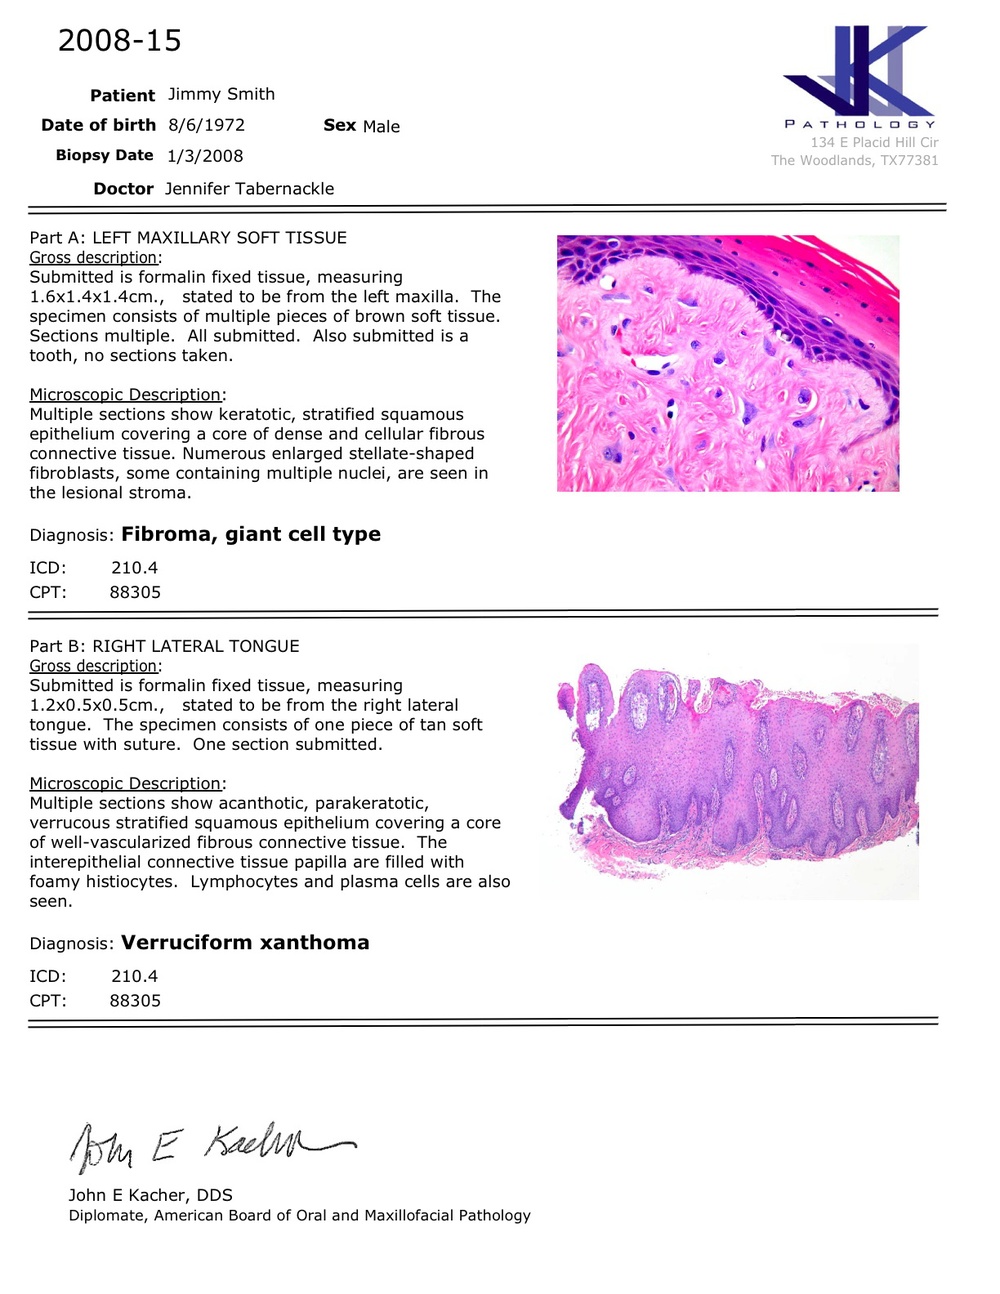 2008-15
Patient Jimmy Smith
Date of birth 8/6/1972 Sex Male
Biopsy Date 1/3/2008
Doctor Jennifer Tabernackle
PATHOLOGY
134 E Placid Hill Cir
The Woodlands, TX77381
Part A: LEFT MAXILLARY SOFT TISSUE
Gross description:
Submitted is formalin fixed tissue, measuring
1.6x1.4x1.4cm., stated to be from the left maxilla. The
specimen consists of multiple pieces of brown soft tissue.
Sections multiple. All submitted. Also submitted is a
tooth, no sections taken.
Microscopic Description:
Multiple sections show keratotic, stratified squamous
epithelium covering a core of dense and cellular fibrous
connective tissue. Numerous enlarged stellate-shaped
fibroblasts, some containing multiple nuclei, are seen in
the lesional stroma.
Diagnosis: Fibroma, giant cell type
ICD: 210.4
CPT: 88305
Part B: RIGHT LATERAL TONGUE
Gross description:
Submitted is formalin fixed tissue, measuring
1.2x0.5x0.5cm., stated to be from the right lateral
tongue. The specimen consists of one piece of tan soft
tissue with suture. One section submitted.
Microscopic Description:
Multiple sections show acanthotic, parakeratotic,
verrucous stratified squamous epithelium covering a core
of well-vascularized fibrous connective tissue. The
interepithelial connective tissue papilla are filled with
foamy histiocytes. Lymphocytes and plasma cells are also
seen.
Diagnosis: Verruciform xanthoma
ICD: 210.4
CPT: 88305
John E Kacher
John E Kacher, DDS
Diplomate, American Board of Oral and Maxillofacial Pathology